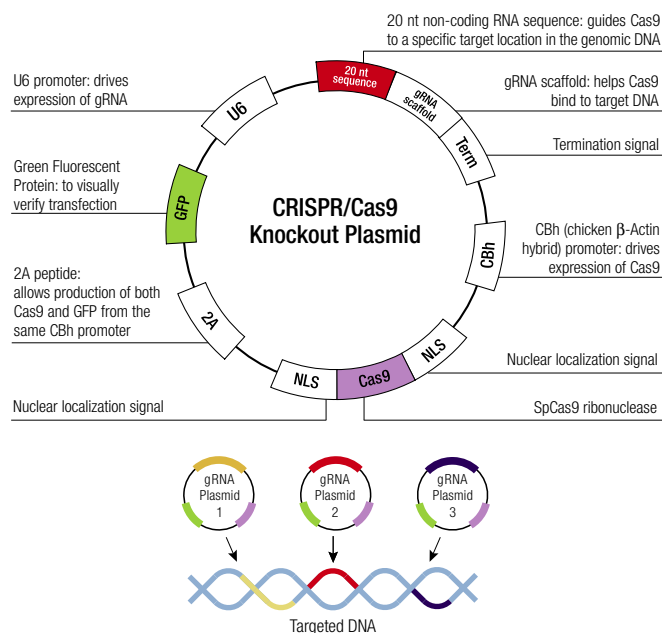 20 nt non-coding RNA sequence: guides Cas9
to a specific target location in the genomic DNA
U6 promoter: drives
expression of gRNA
20 nt
sequence
gRNA
scaffold
gRNA scaffold: helps Cas9
bind to target DNA
U6
Term
Termination signal
Green Fluorescent
Protein: to visually
verify transfection
GFP
CRISPR/Cas9
Knockout Plasmid
CBh
CBh (chicken β-Actin
hybrid) promoter: drives
expression of Cas9
2A peptide:
allows production of both
Cas9 and GFP from the
same CBh promoter
2A
NLS
Cas9
NLS
Nuclear localization signal
Nuclear localization signal
SpCas9 ribonuclease
gRNA
Plasmid
1
gRNA
Plasmid
2
gRNA
Plasmid
3
Targeted DNA